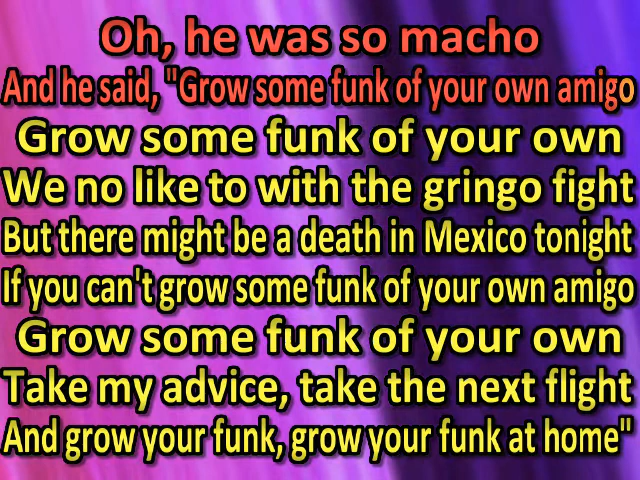 Oh, he was so macho
And he said, "Grow some funk of your own amigo
Grow some funk of your own
We no like to with the gringo fight
But there might be a death in Mexico tonight
If you can't grow some funk of your own amigo
Grow some funk of your own
Take my advice, take the next flight
And grow your funk, grow your funk at home"